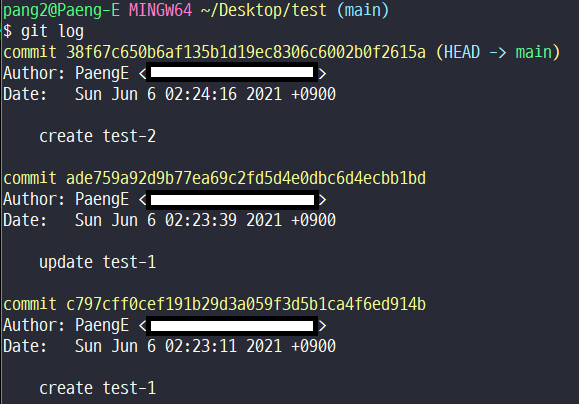 pang2@Paeng-E MINGW64 ~/Desktop/test (main)
$ git log
commit 38f67c650b6af135b1d19ec8306c6002b0f2615a (HEAD -> main)
Author: PaengE < >
Date:   Sun Jun 6 02:24:16 2021 +0900
    create test-2
commit ade759a92d9b77ea69c2fd5d4e0dbc6d4ecbb1bd
Author: PaengE < >
Date:   Sun Jun 6 02:23:39 2021 +0900
    update test-1
commit c797cff0cef191b29d3a059f3d5b1ca4f6ed914b
Author: PaengE < >
Date:   Sun Jun 6 02:23:11 2021 +0900
    create test-1